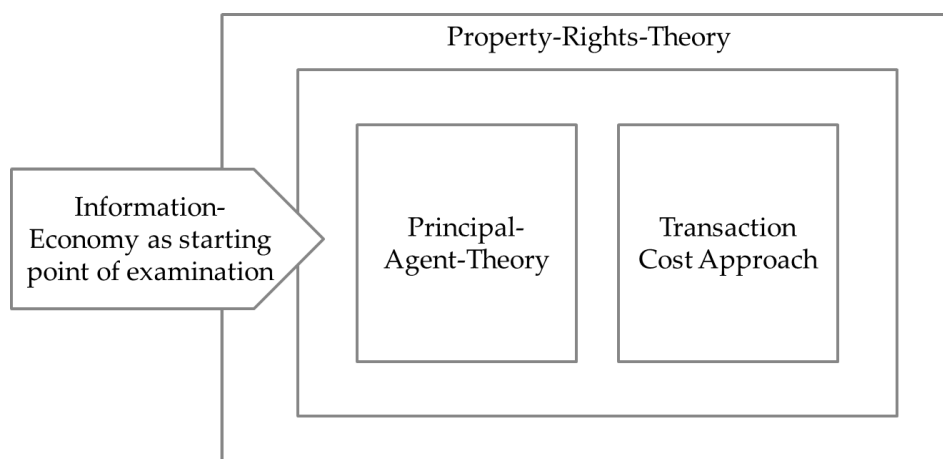 Property-Rights-Theory
Information-
Economy as starting
point of examination
Principal-
Agent-Theory
Transaction
Cost Approach